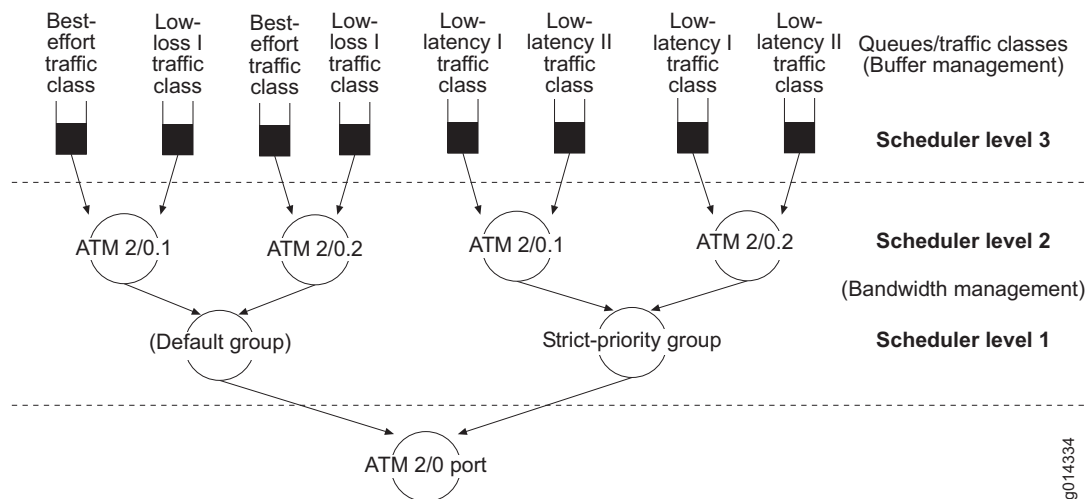 Best-
effort
traffic
class
Low-
loss I
traffic
class
Best-
effort
traffic
class
Low-
loss I
traffic
class
Low-
latency I
traffic
class
Low-
latency II
traffic
class
Low-
latency I
traffic
class
Low-
latency II
traffic
class
Queues/traffic classes
(Buffer management)
Scheduler level 3
ATM 2/0.1
ATM 2/0.2
ATM 2/0.1
ATM 2/0.2
Scheduler level 2
(Bandwidth management)
(Default group)
Strict-priority group
Scheduler level 1
ATM 2/0 port
g014334